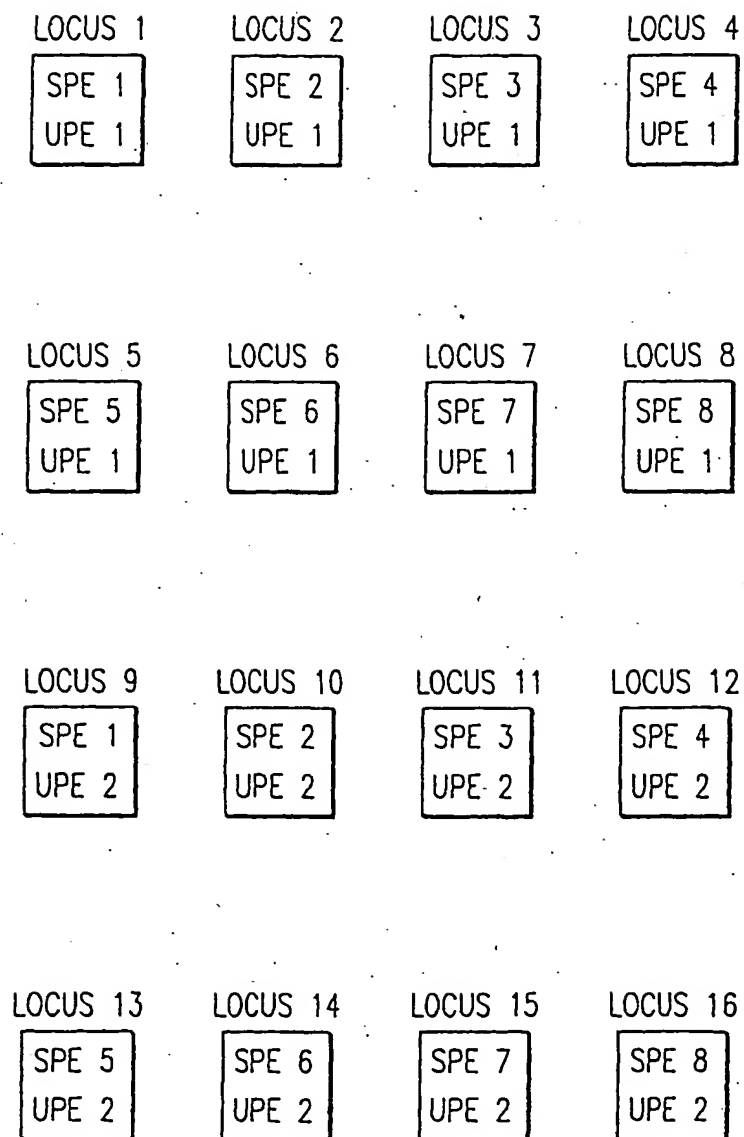 LOCUS 1 LOCUS 2 LOCUS 3 LOCUS 4
SPE 1 SPE 2 SPE 3 SPE 4
UPE 1 UPE 1 UPE 1 UPE 1
LOCUS 5 LOCUS 6 LOCUS 7 LOCUS 8
SPE 5 SPE 6 SPE 7 SPE 8
UPE 1 UPE 1 UPE 1 UPE 1
LOCUS 9 LOCUS 10 LOCUS 11 LOCUS 12
SPE 1 SPE 2 SPE 3 SPE 4
UPE 2 UPE 2 UPE 2 UPE 2
LOCUS 13 LOCUS 14 LOCUS 15 LOCUS 16
SPE 5 SPE 6 SPE 7 SPE 8
UPE 2 UPE 2 UPE 2 UPE 2